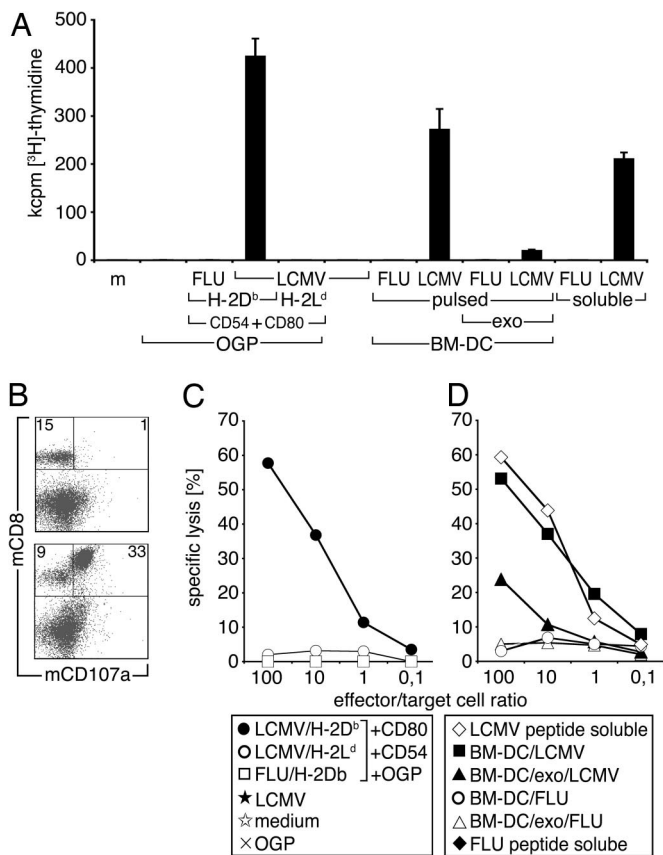 A
kcpm [³H]-thymidine
500
400
300
200
100
0
m
FLU LCMV FLU LCMV FLU LCMV FLU LCMV
H-2Dᵇ H-2Lᵈ pulsed soluble
CD54 + CD80 exo
OGP BM-DC
B
mCD8
15 1
9 33
mCD107a
C
specific lysis [%]
70
60
50
40
30
20
10
0
100 10 1 0,1
D
70
60
50
40
30
20
10
0
100 10 1 0,1
effector/target cell ratio
LCMV/H-2Dᵇ +CD80
LCMV/H-2Lᵈ +CD54
FLU/H-2Db +OGP
LCMV
medium
OGP
LCMV peptide soluble
BM-DC/LCMV
BM-DC/exo/LCMV
BM-DC/FLU
BM-DC/exo/FLU
FLU peptide solube